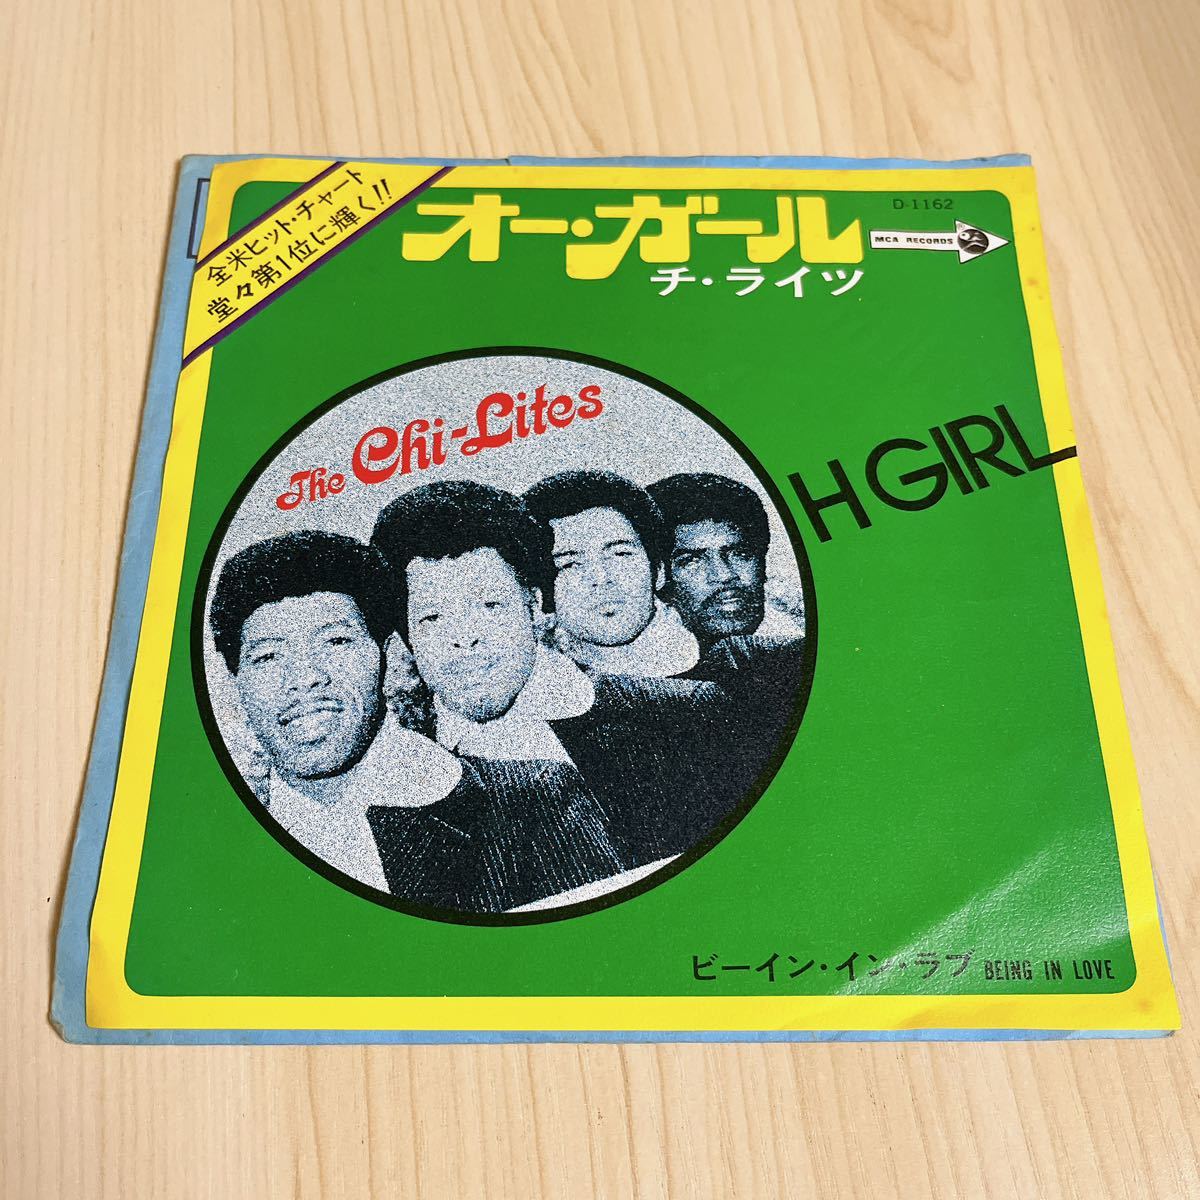 全米ヒット・チャート
堂々第1位に輝く!!
オー・ガール
チ・ライツ
D-1162
MCA RECORDS
The Chi-Lites
H GIRL
ビーイン・イン・ラブ BEING IN LOVE